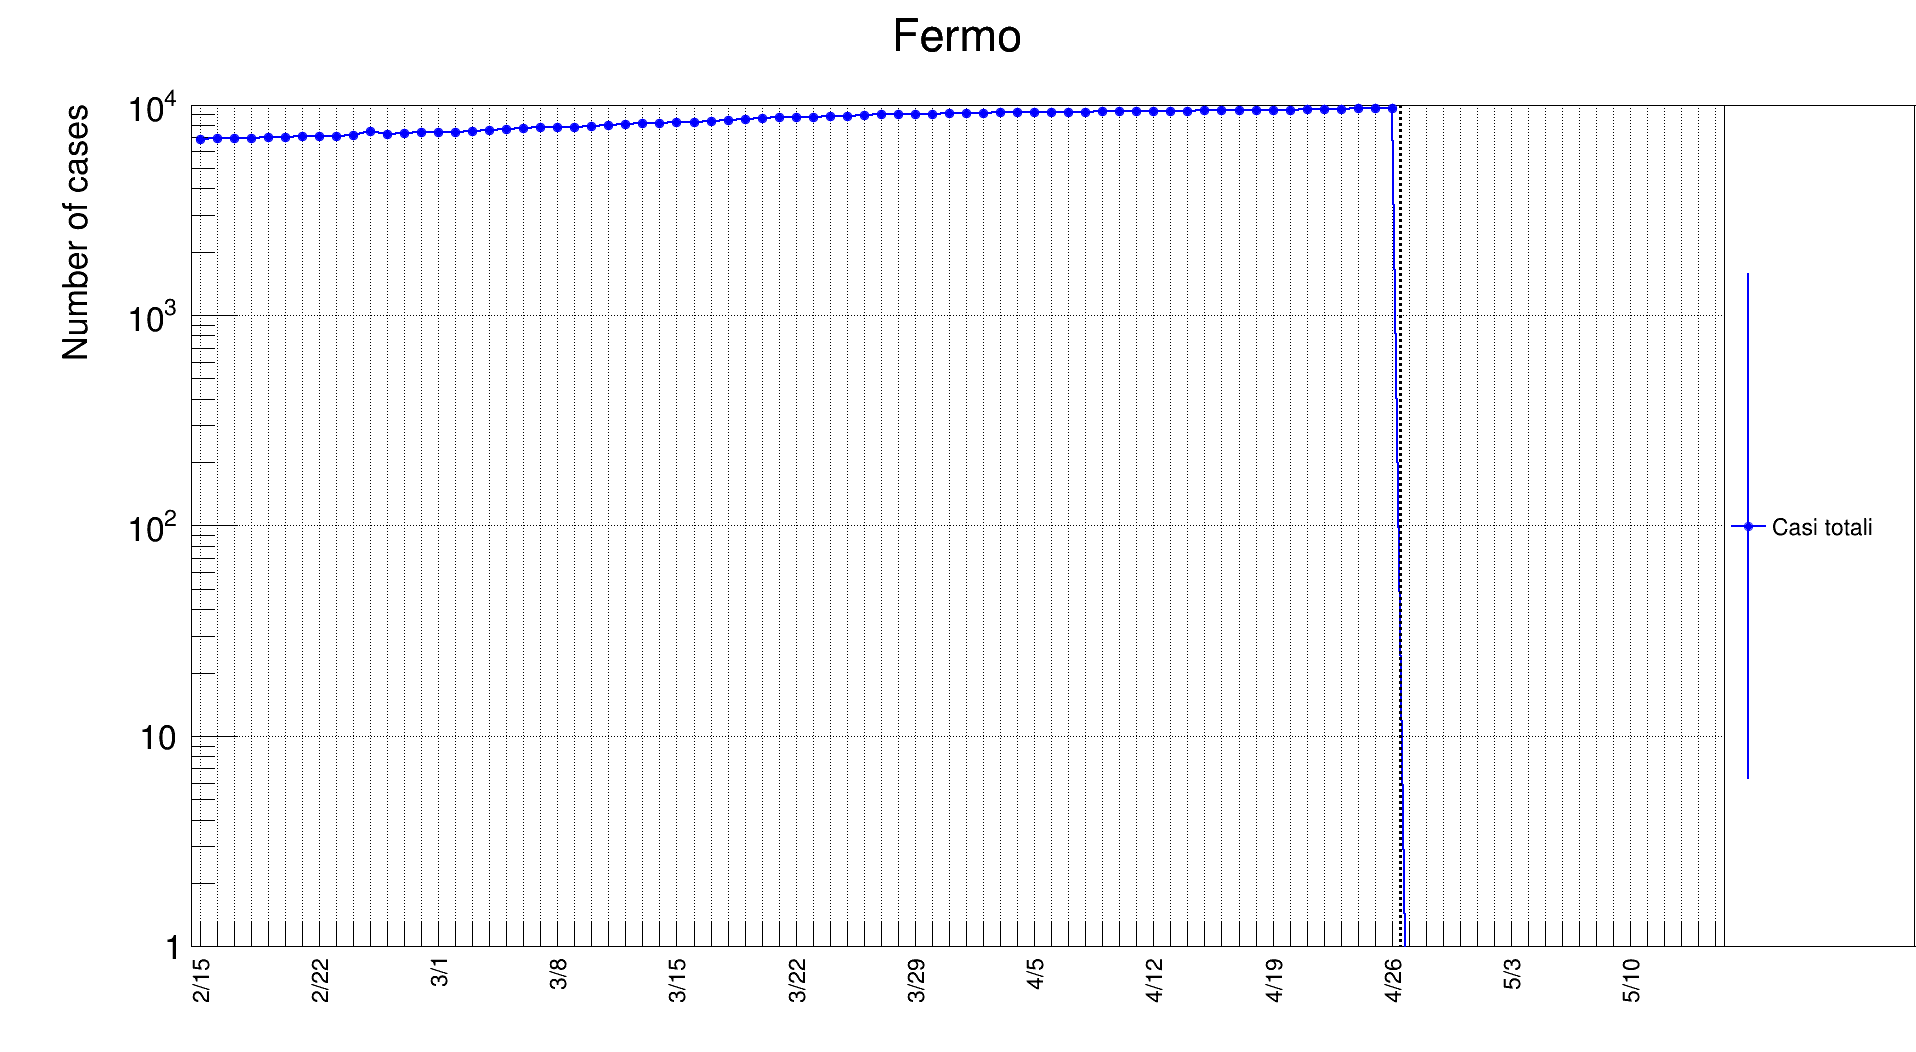 Fermo
Number of cases
10^4
10^3
10^2
10
1
2/15 2/22 3/1 3/8 3/15 3/22 3/29 4/5 4/12 4/19 4/26 5/3 5/10
Casi totali